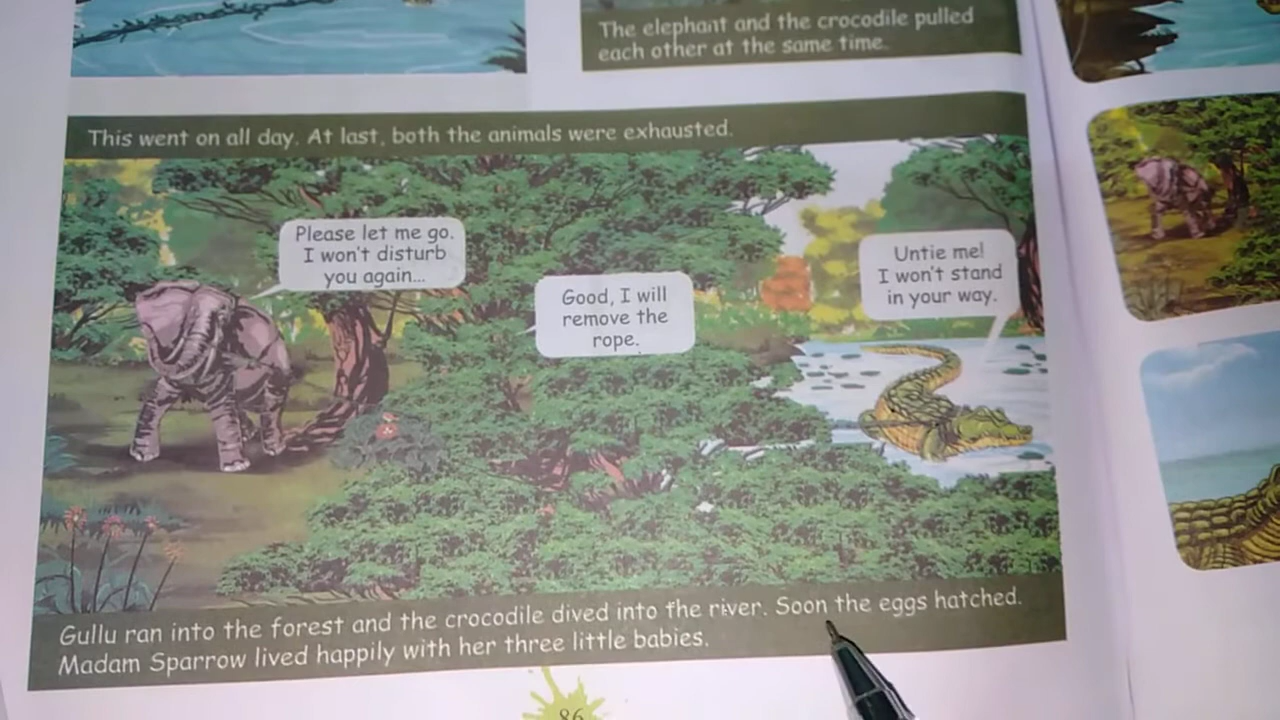 The elephant and the crocodile pulled
each other at the same time.
This went on all day. At last, both the animals were exhausted.
Please let me go.
I won't disturb
you again...
Good, I will
remove the
rope.
Untie me!
I won't stand
in your way.
Gullu ran into the forest and the crocodile dived into the river. Soon the eggs hatched.
Madam Sparrow lived happily with her three little babies.
86